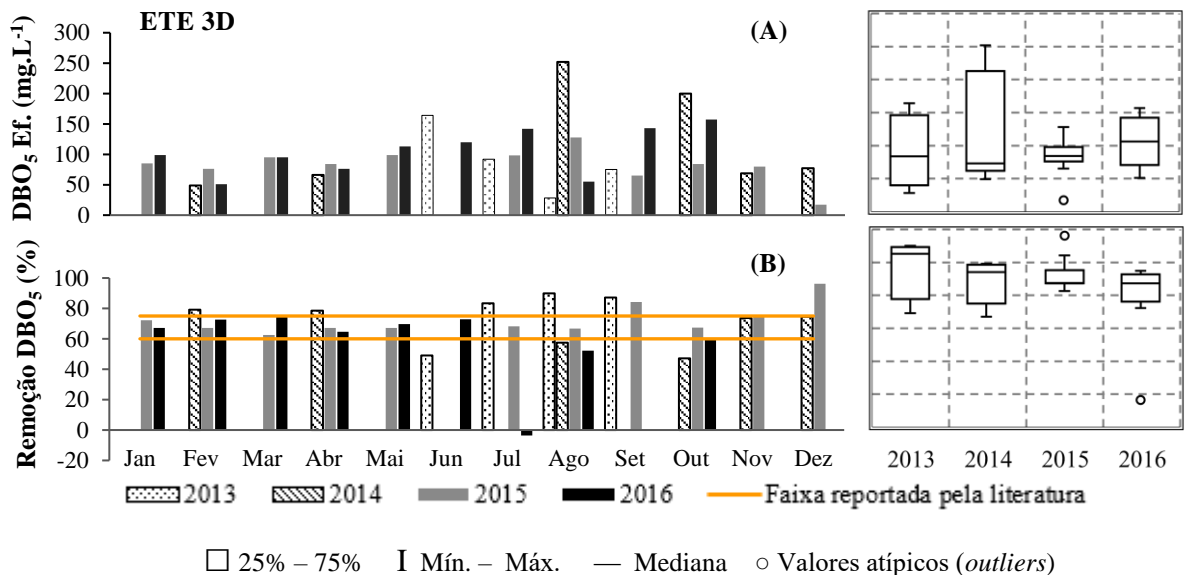 ETE 3D
(A)
DBO5 Ef. (mg.L-1)
300
250
200
150
100
50
0
(B)
Remoção DBO5 (%)
100
80
60
40
20
0
-20
Jan Fev Mar Abr Mai Jun Jul Ago Set Out Nov Dez
2013 2014 2015 2016
2013 2014 2015 2016 Faixa reportada pela literatura
25% – 75% Mín. – Máx. Mediana Valores atípicos (outliers)